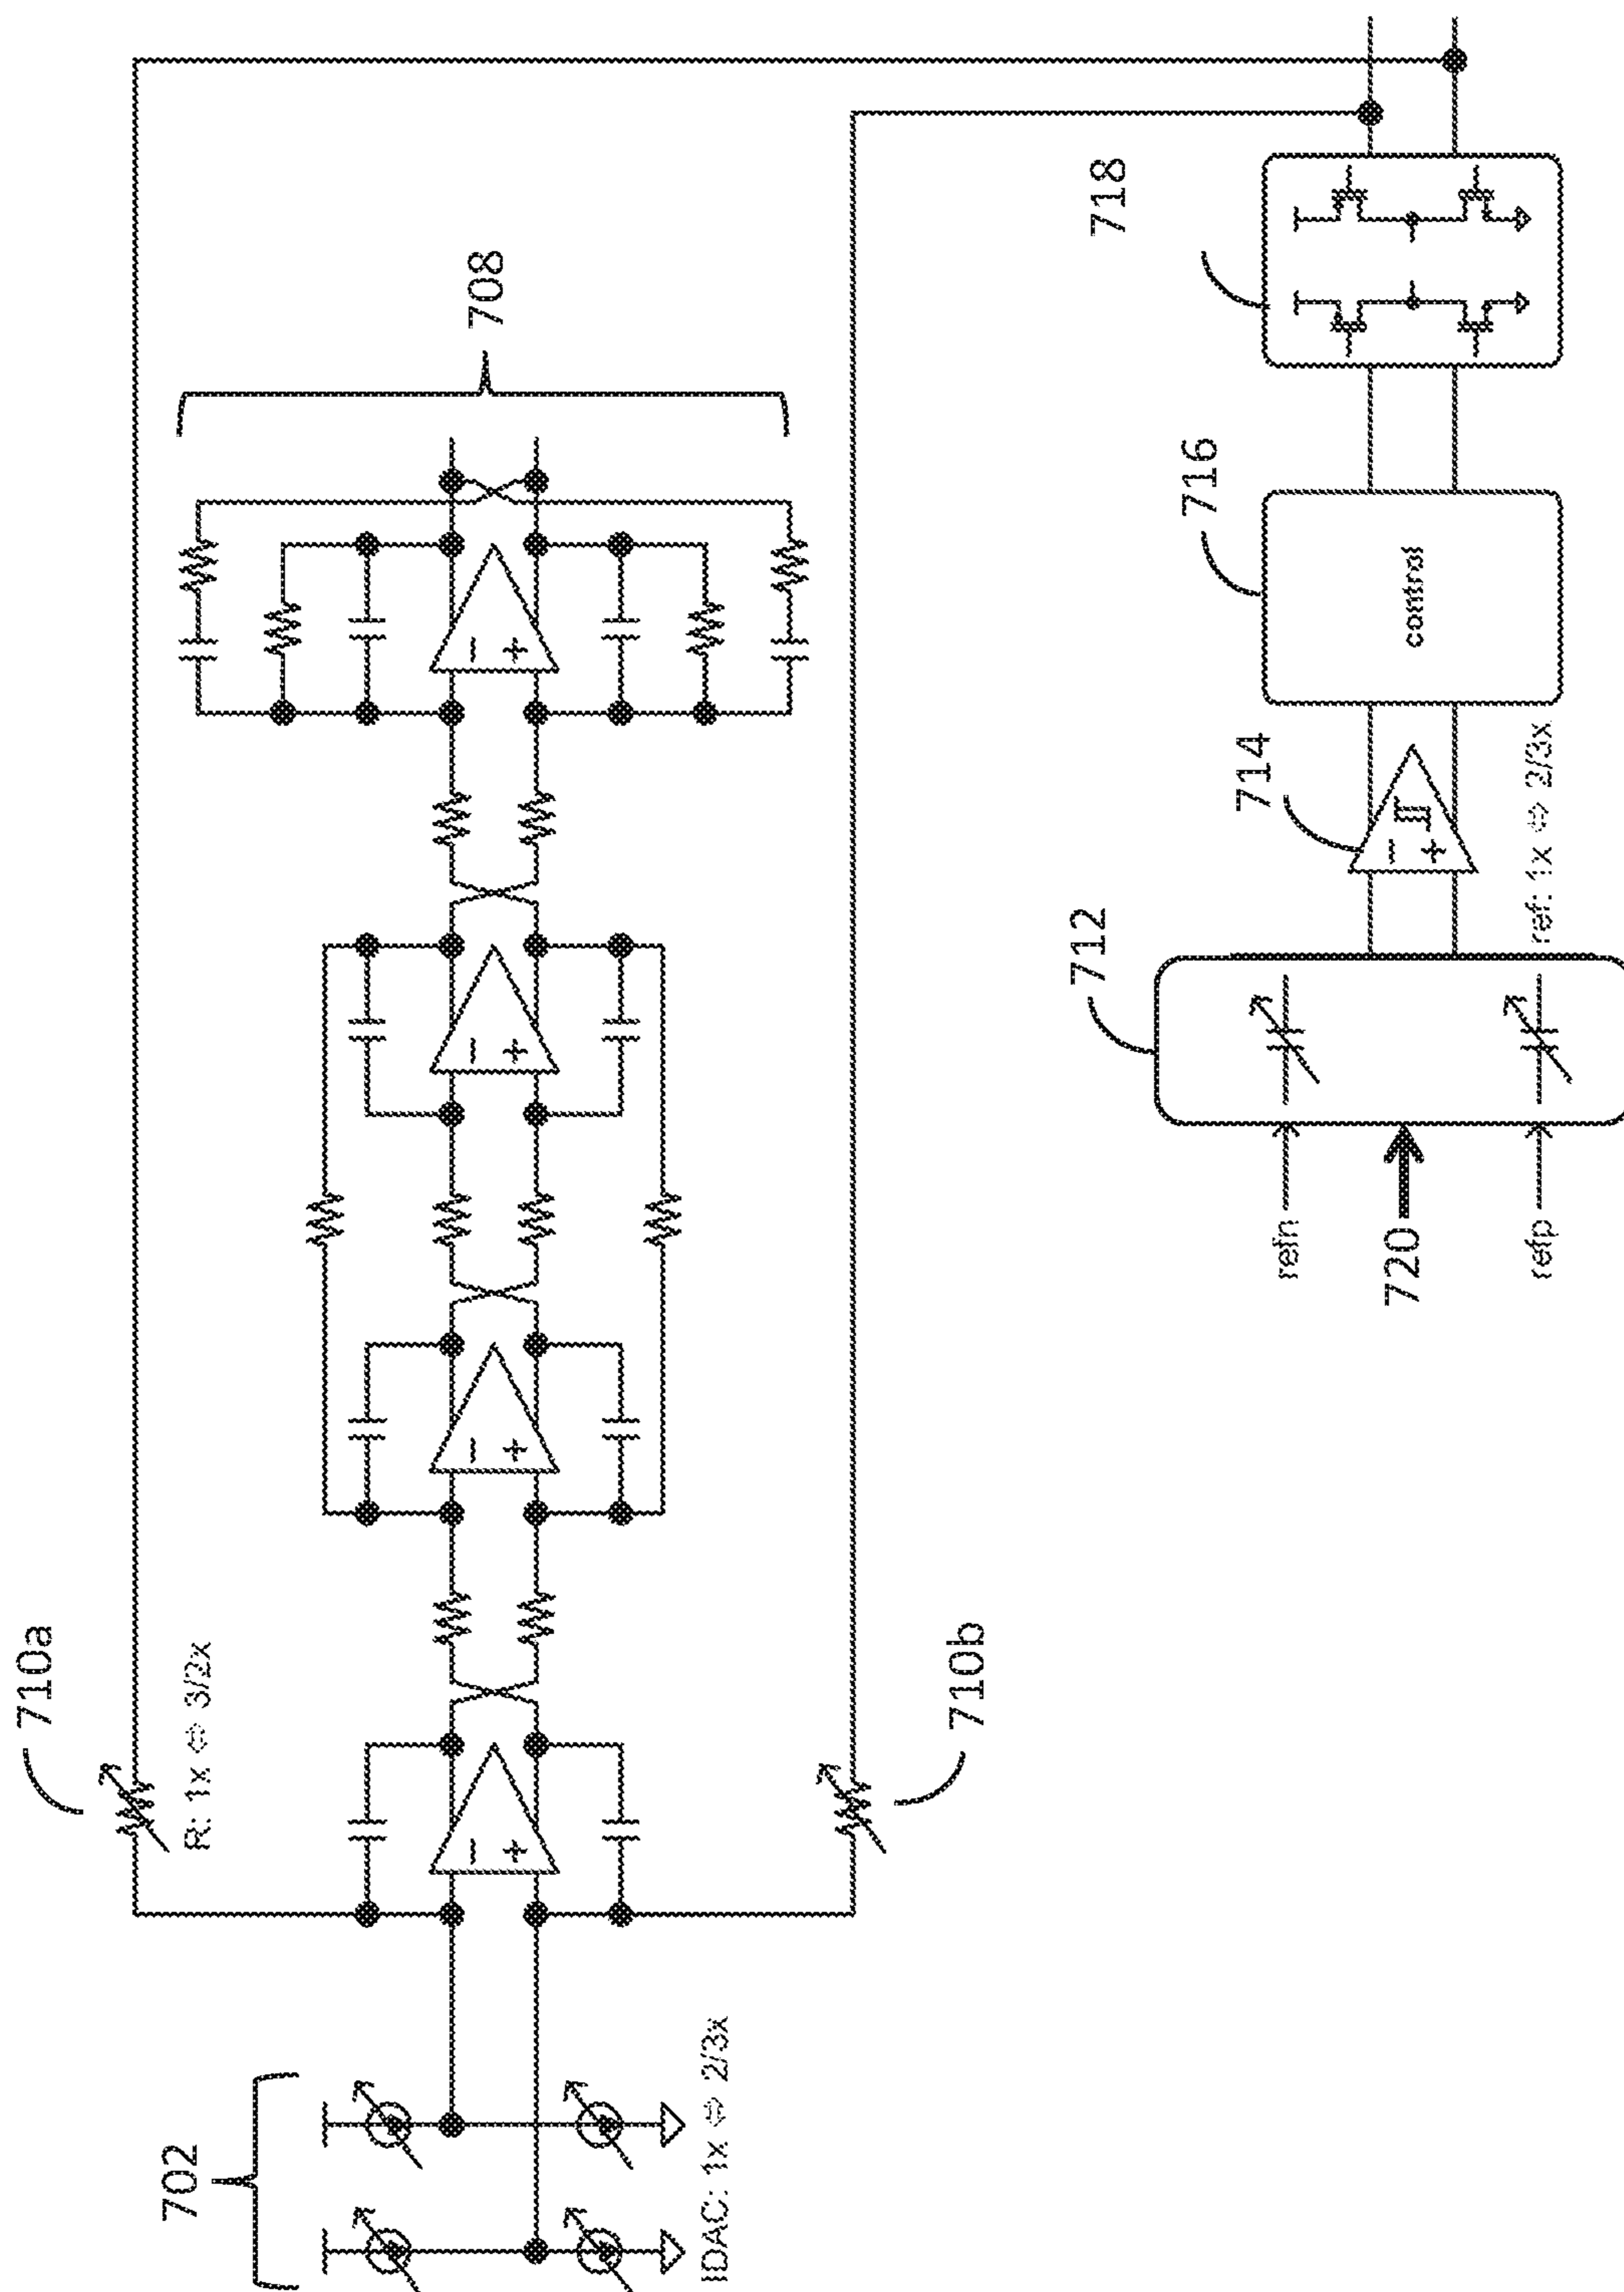 702
IDAC: 1x ⇔ 2/3x
710a
R: 1x ⇔ 3/2x
710b
− +
− +
− +
− +
708
refn
720
refp
712
− +
714
ref: 1x ⇔ 2/3x
716
control
718